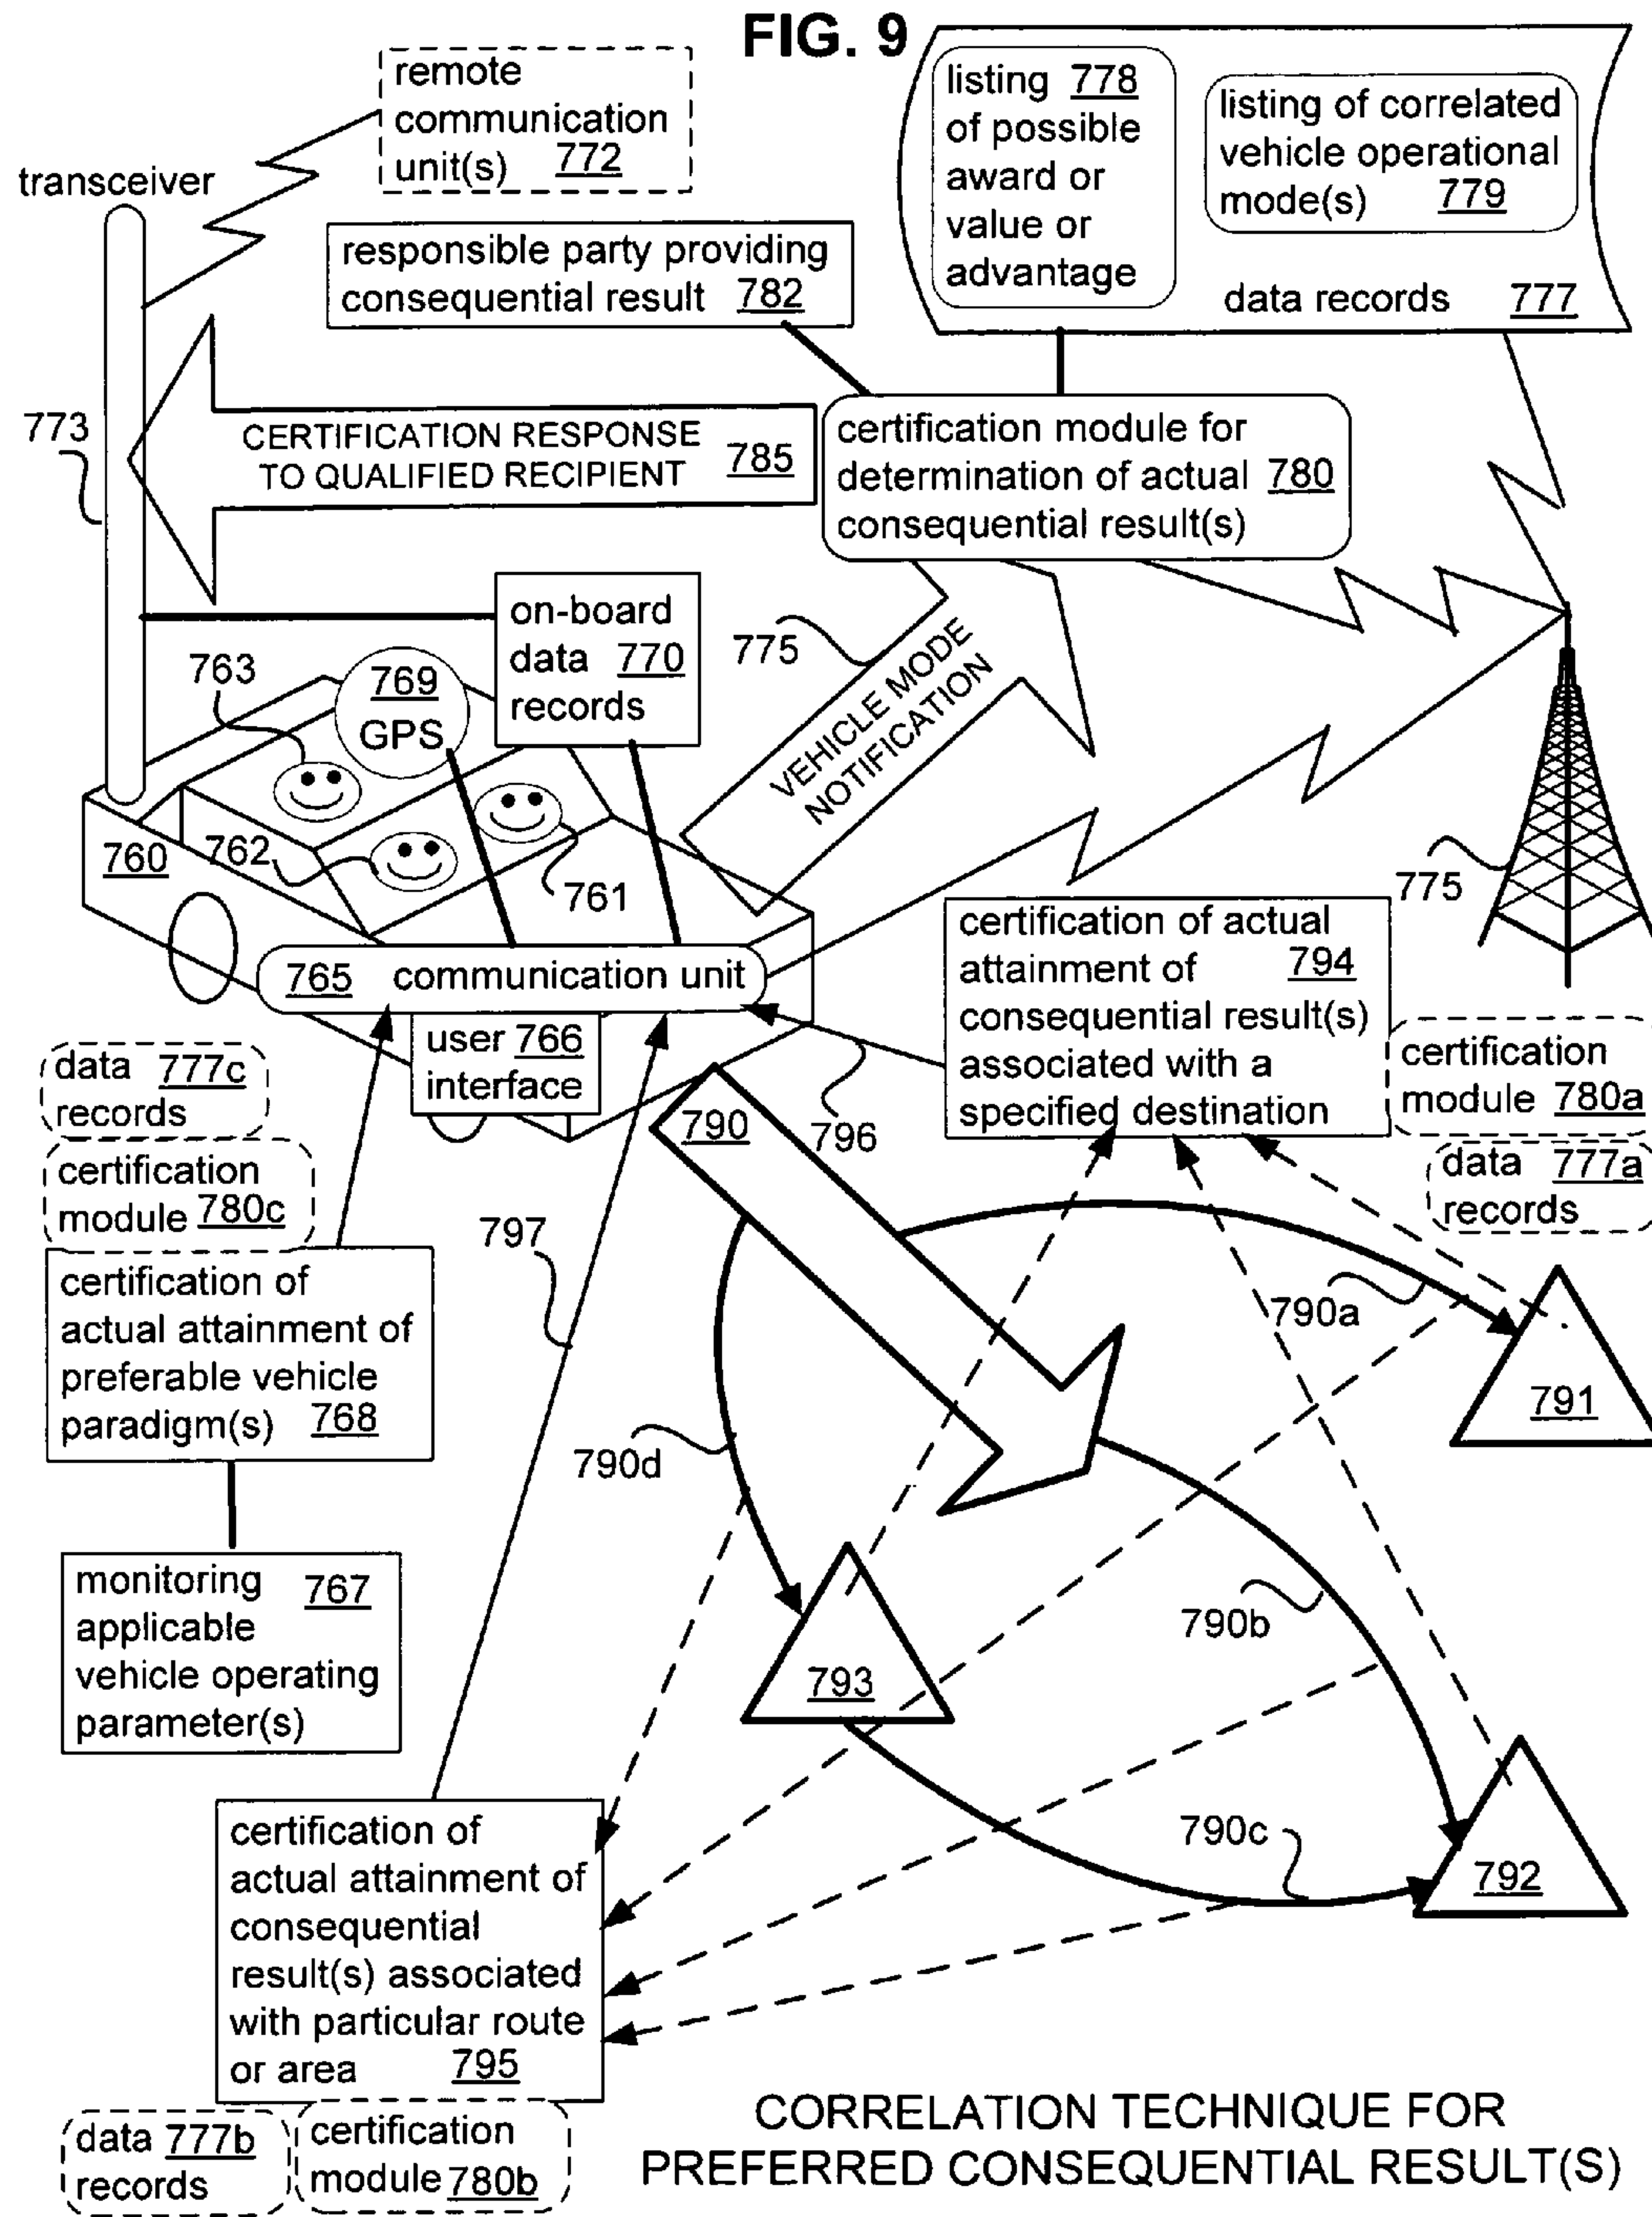 FIG. 9
remote
communication
unit(s) 772
transceiver
listing 778
of possible
award or
value or
advantage
listing of correlated
vehicle operational
mode(s) 779
data records 777
responsible party providing
consequential result 782
773
CERTIFICATION RESPONSE
TO QUALIFIED RECIPIENT 785
certification module for
determination of actual 780
consequential result(s)
on-board
data 770
records
775
VEHICLE MODE
NOTIFICATION
763
769
GPS
760
762
761
775
765 communication unit
user 766
interface
certification of actual
attainment of 794
consequential result(s)
associated with a
specified destination
certification
module 780a
data 777a
records
data 777c
records
certification
module 780c
790
796
797
certification of
actual attainment of
preferable vehicle
paradigm(s) 768
790a
791
790d
monitoring 767
applicable
vehicle operating
parameter(s)
790b
793
certification of
actual attainment of
consequential
result(s) associated
with particular route
or area 795
790c
792
data 777b
records
certification
module 780b
CORRELATION TECHNIQUE FOR
PREFERRED CONSEQUENTIAL RESULT(S)